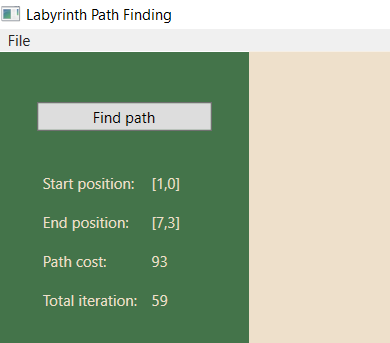 Labyrinth Path Finding
File
Find path
Start position: [1,0]
End position: [7,3]
Path cost: 93
Total iteration: 59